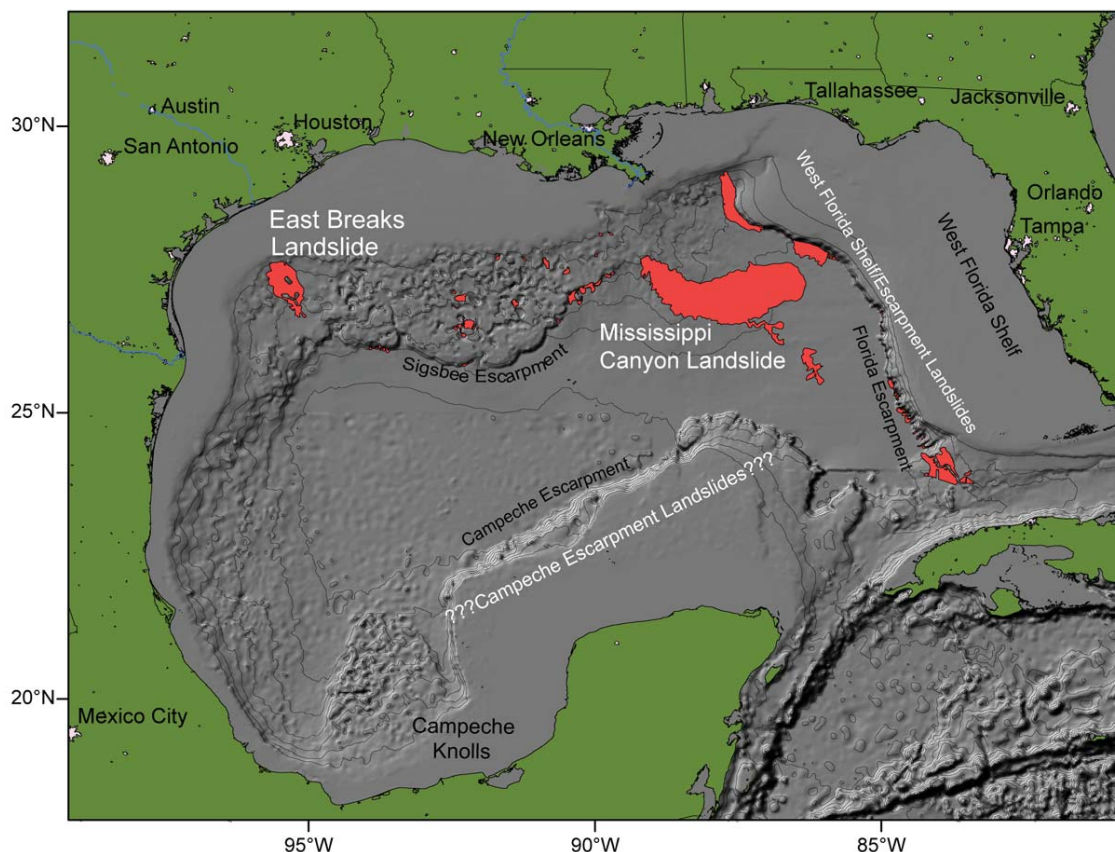 30°N
25°N
20°N
95°W
90°W
85°W
Austin
San Antonio
Houston
New Orleans
Tallahassee
Jacksonville
Orlando
Tampa
East Breaks
Landslide
Sigsbee Escarpment
Mississippi
Canyon Landslide
West Florida Shelf/Escarpment Landslides
West Florida Shelf
Florida Escarpment
Campeche Escarpment
???Campeche Escarpment Landslides???
Campeche
Knolls
Mexico City